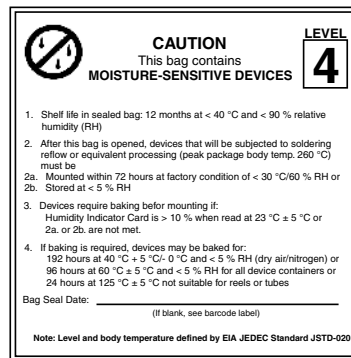 CAUTION
This bag contains
MOISTURE-SENSITIVE DEVICES
LEVEL
4
1. Shelf life in sealed bag: 12 months at < 40 °C and < 90 % relative
humidity (RH)
2. After this bag is opened, devices that will be subjected to soldering
reflow or equivalent processing (peak package body temp. 260 °C)
must be
2a. Mounted within 72 hours at factory condition of < 30 °C/60 % RH or
2b. Stored at < 5 % RH
3. Devices require baking befor mounting if:
Humidity Indicator Card is > 10 % when read at 23 °C ± 5 °C or
2a. or 2b. are not met.
4. If baking is required, devices may be baked for:
192 hours at 40 °C + 5 °C/- 0 °C and < 5 % RH (dry air/nitrogen) or
96 hours at 60 °C ± 5 °C and < 5 % RH for all device containers or
24 hours at 125 °C ± 5 °C not suitable for reels or tubes
Bag Seal Date:
(If blank, see barcode label)
Note: Level and body temperature defined by EIA JEDEC Standard JSTD-020